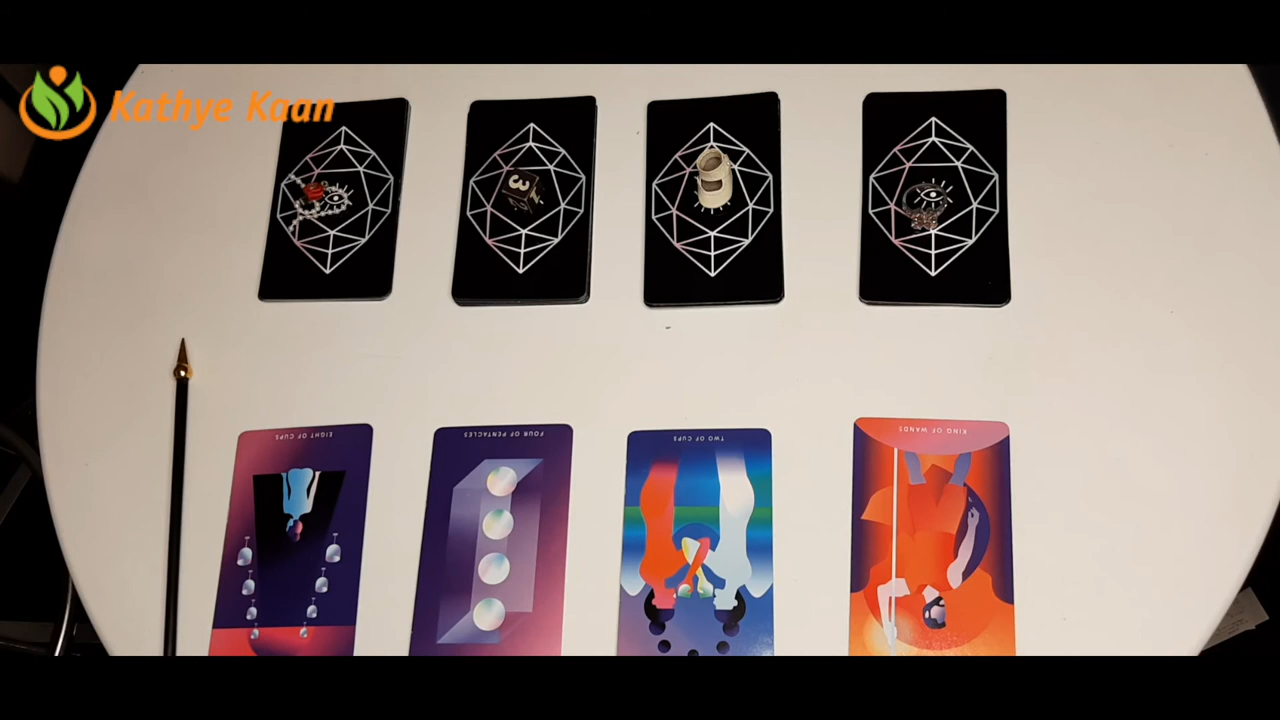 Kathye Kaan
3
EIGHT OF CUPS
FOUR OF PENTACLES
TWO OF CUPS
KING OF WANDS